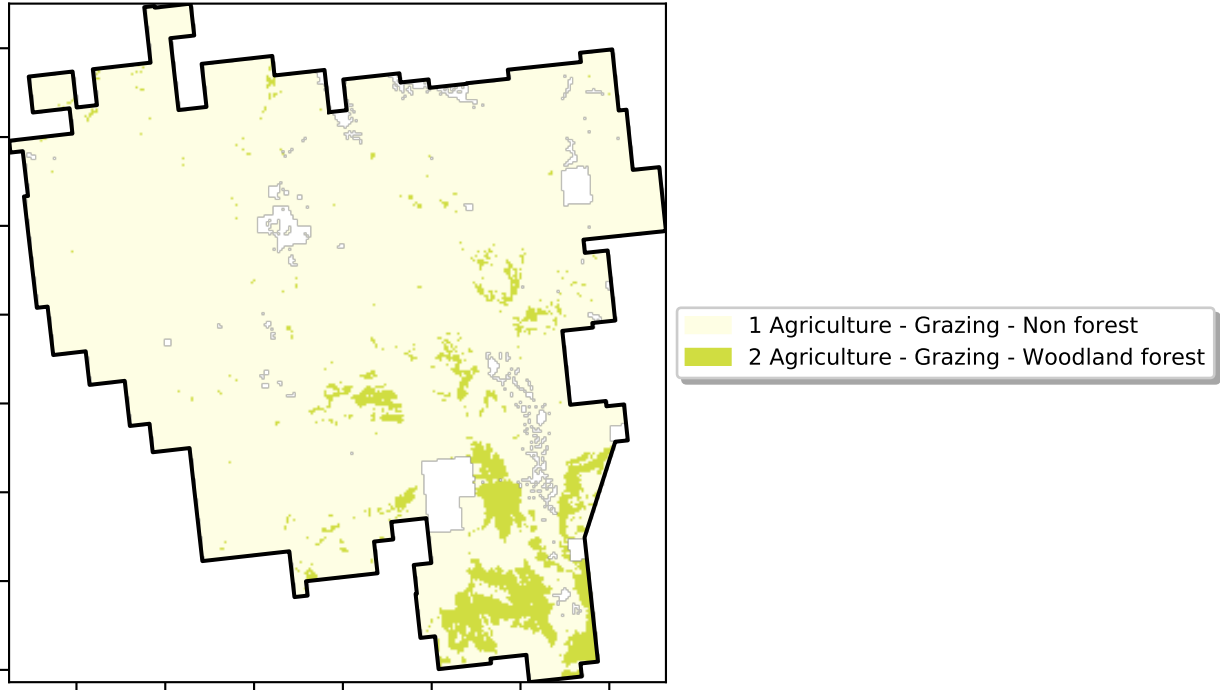 1 Agriculture - Grazing - Non forest
2 Agriculture - Grazing - Woodland forest